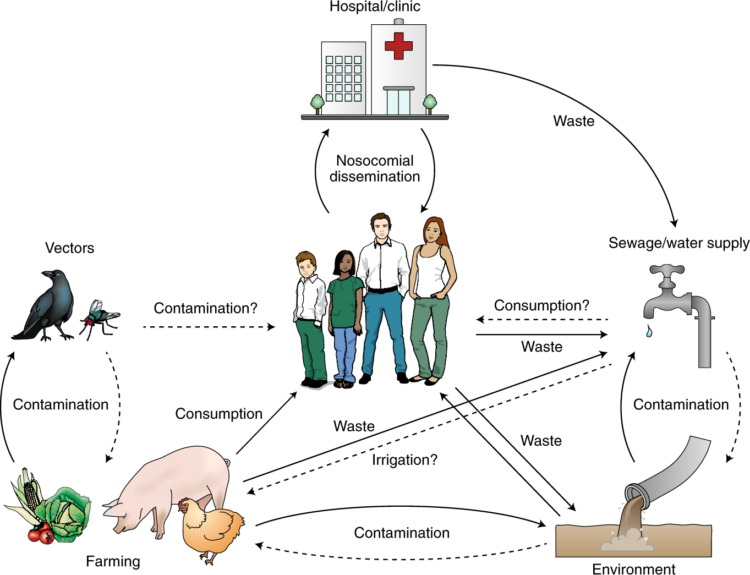 Hospital/clinic
Waste
Nosocomial
dissemination
Vectors
Sewage/water supply
Contamination?
Consumption?
Waste
Contamination
Consumption
Waste
Contamination
Irrigation?
Waste
Contamination
Farming
Environment